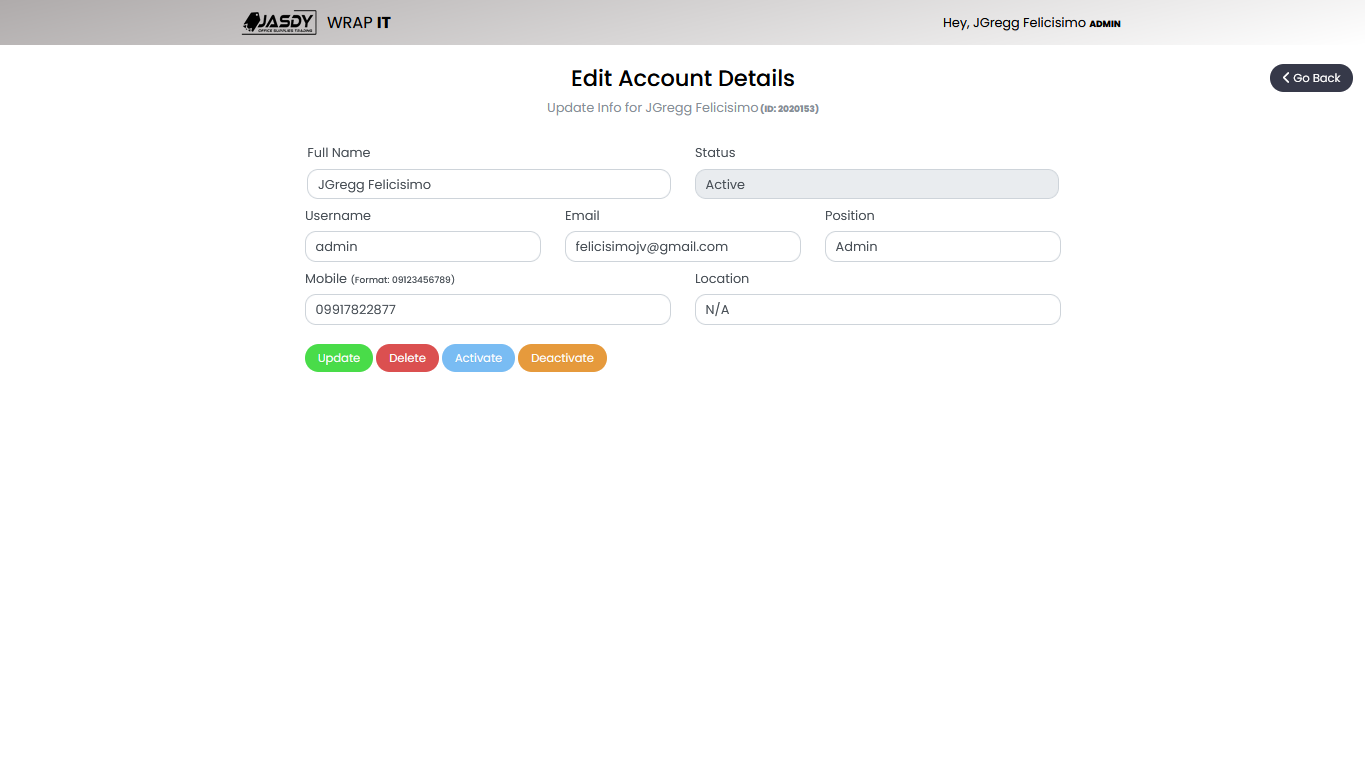 JASDY
OFFICE SUPPLIES TRADING
WRAP IT
Hey, JGregg Felicisimo ADMIN
Edit Account Details
Go Back
Update Info for JGregg Felicisimo (ID: 2020153)
Full Name
Status
JGregg Felicisimo
Active
Username
Email
Position
admin
felicisimojv@gmail.com
Admin
Mobile (Format: 09123456789)
Location
09917822877
N/A
Update
Delete
Activate
Deactivate